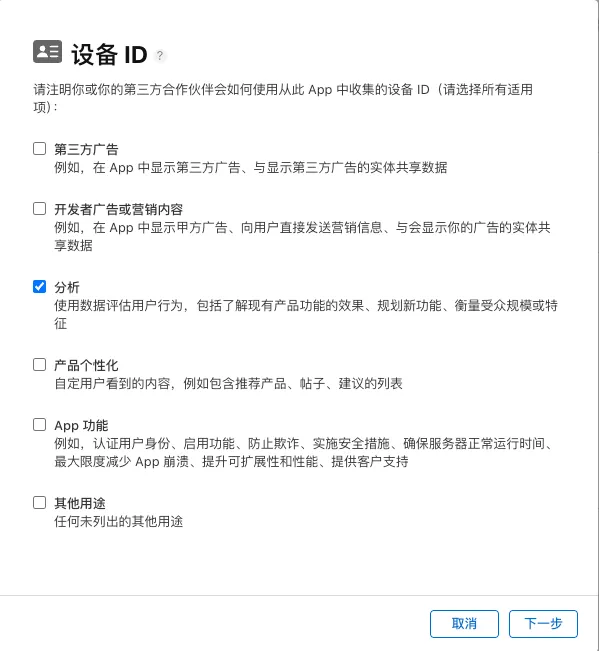 设备 ID ?
请注明你或你的第三方合作伙伴会如何使用从此 App 中收集的设备 ID（请选择所有适用
项）：
第三方广告
例如，在 App 中显示第三方广告、与显示第三方广告的实体共享数据
开发者广告或营销内容
例如，在 App 中显示甲方广告、向用户直接发送营销信息、与会显示你的广告的实体共
享数据
分析
使用数据评估用户行为，包括了解现有产品功能的效果、规划新功能、衡量受众规模或特
征
产品个性化
自定用户看到的内容，例如包含推荐产品、帖子、建议的列表
App 功能
例如，认证用户身份、启用功能、防止欺诈、实施安全措施、确保服务器正常运行时间、
最大限度减少 App 崩溃、提升可扩展性和性能、提供客户支持
其他用途
任何未列出的其他用途
取消
下一步